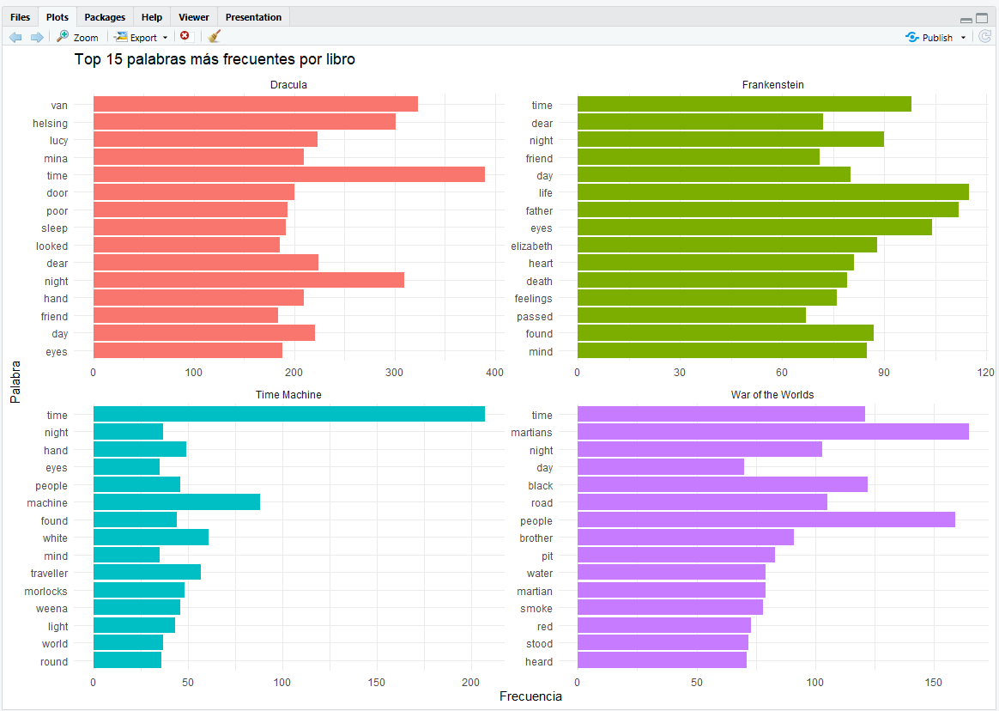 Files Plots Packages Help Viewer Presentation
Zoom Export Publish
Top 15 palabras más frecuentes por libro
Palabra
Dracula
van
helsing
lucy
mina
time
door
poor
sleep
looked
dear
night
hand
friend
day
eyes
0 100 200 300 400
Frankenstein
time
dear
night
friend
day
life
father
eyes
elizabeth
heart
death
feelings
passed
found
mind
0 30 60 90 120
Time Machine
time
night
hand
eyes
people
machine
found
white
mind
traveller
morlocks
weena
light
world
round
0 50 100 150 200
War of the Worlds
time
martians
night
day
black
road
people
brother
pit
water
martian
smoke
red
stood
heard
0 50 100 150
Frecuencia